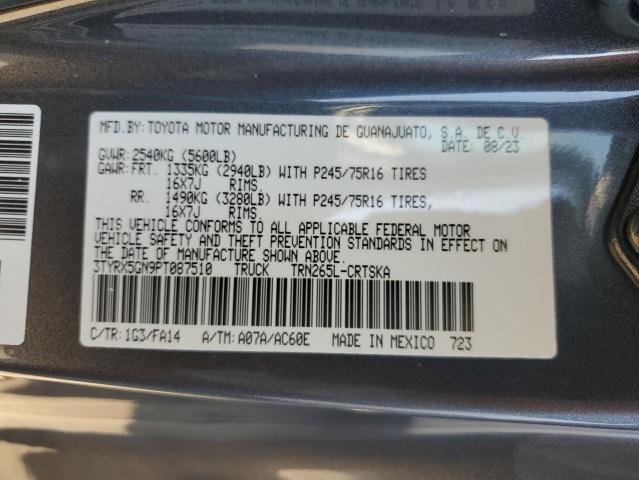 MFD.BY:TOYOTA MOTOR MANUFACTURING DE GUANAJUATO, S.A. DE C.V.
DATE: 08/23
GVWR:2540KG (5600LB)
GAWR:FRT. 1335KG (2940LB) WITH P245/75R16 TIRES
16X7J RIMS.
RR. 1490KG (3280LB) WITH P245/75R16 TIRES,
16X7J RIMS.
THIS VEHICLE CONFORMS TO ALL APPLICABLE FEDERAL MOTOR
VEHICLE SAFETY AND THEFT PREVENTION STANDARDS IN EFFECT ON
THE DATE OF MANUFACTURE SHOWN ABOVE.
3TYRX5GN9PT087510 TRUCK TRN265L-CRTSKA
C/TR:1G3/FA14 A/TM:A07A/AC60E MADE IN MEXICO 723